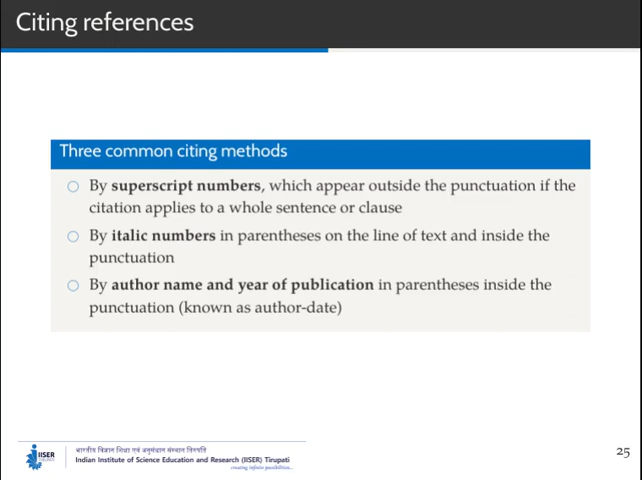 Citing references
Three common citing methods
By superscript numbers, which appear outside the punctuation if the
citation applies to a whole sentence or clause
By italic numbers in parentheses on the line of text and inside the
punctuation
By author name and year of publication in parentheses inside the
punctuation (known as author-date)
IISER
भारतीय विज्ञान शिक्षा एवं अनुसंधान संस्थान तिरुपति
Indian Institute of Science Education and Research (IISER) Tirupati
creating infinite possibilities...
25